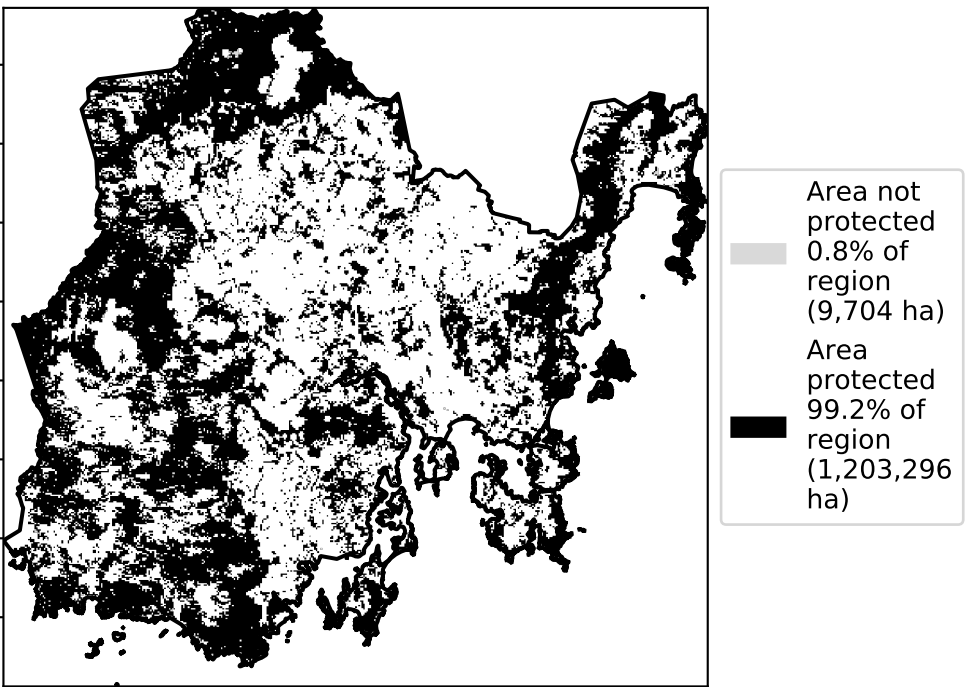 Area not
protected
0.8% of
region
(9,704 ha)
Area
protected
99.2% of
region
(1,203,296
ha)